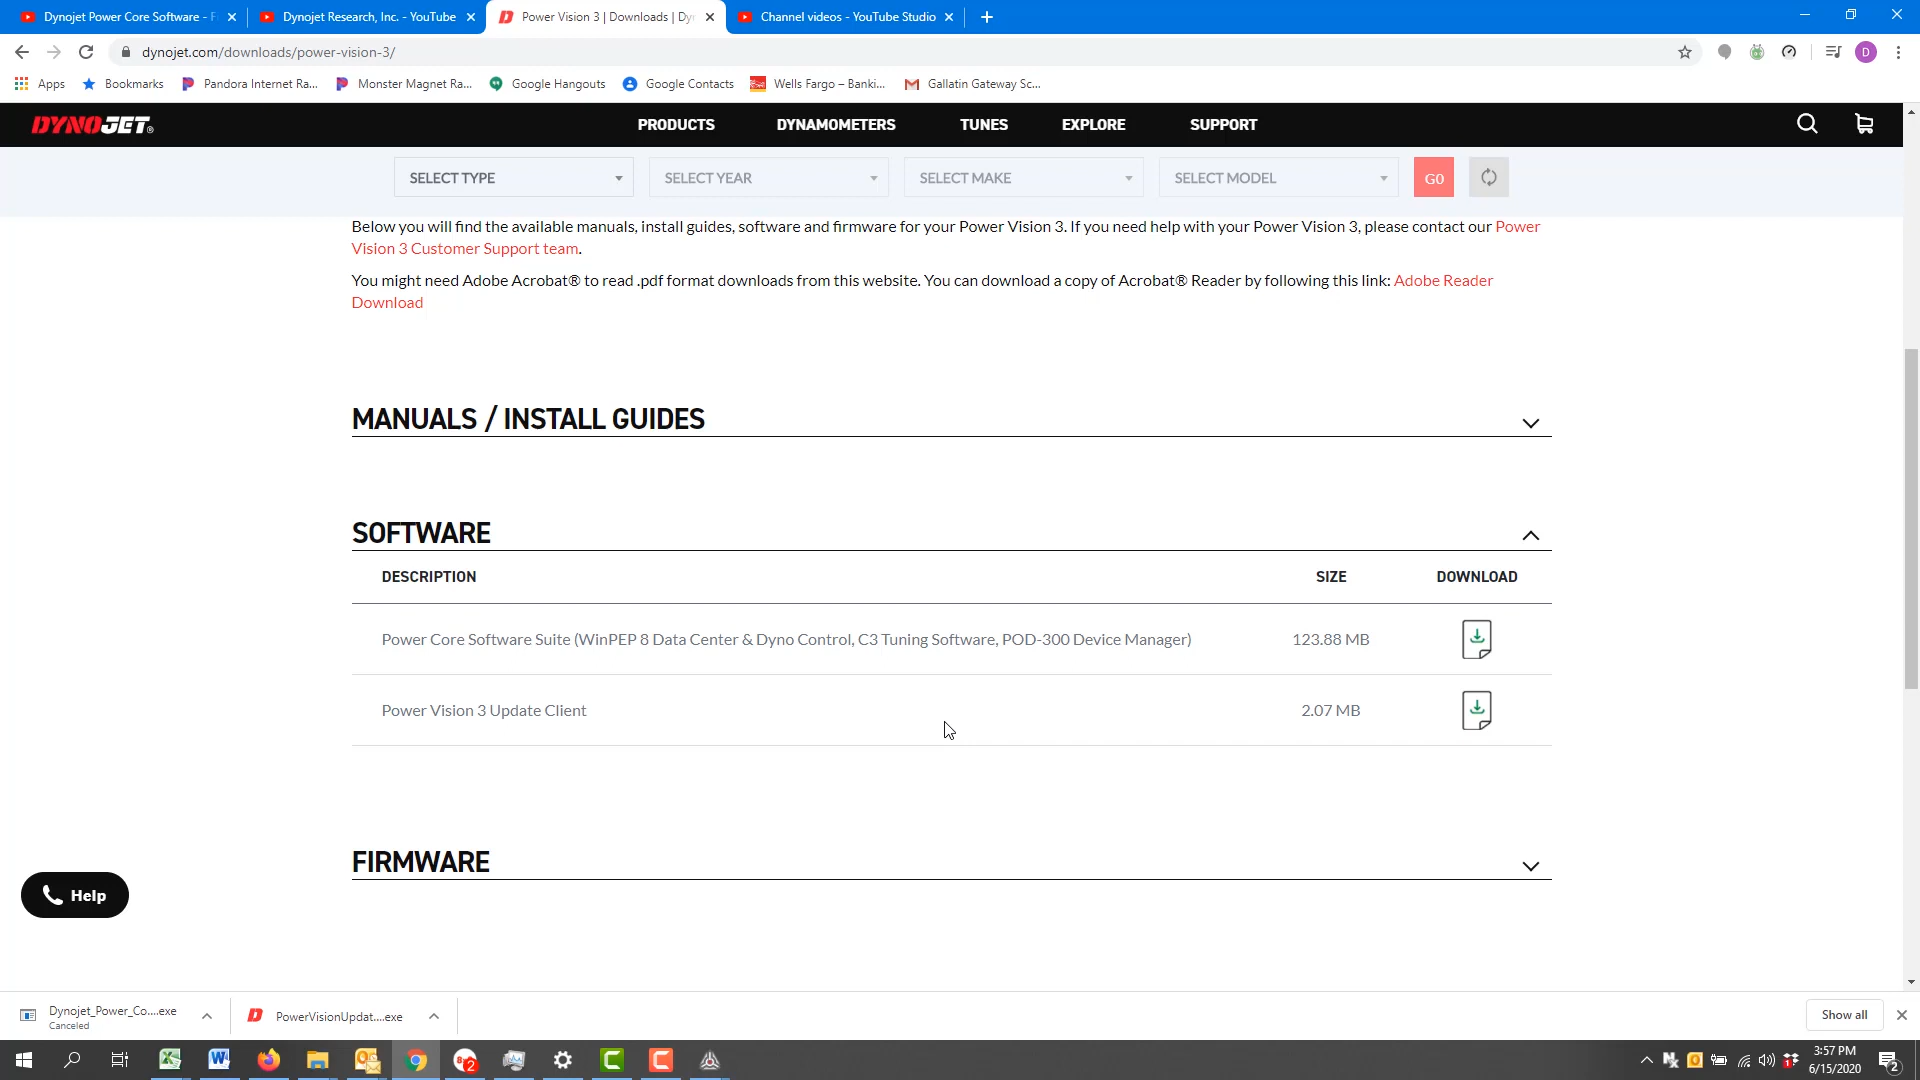 Dynojet Power Core Software - F
Dynojet Research, Inc. - YouTube
Power Vision 3 | Downloads | Dy
Channel videos - YouTube Studio
dynojet.com/downloads/power-vision-3/
D
Apps
Bookmarks
Pandora Internet Ra...
Monster Magnet Ra...
Google Hangouts
Google Contacts
Wells Fargo – Banki...
Gallatin Gateway Sc...
DYNOJET®
PRODUCTS
DYNAMOMETERS
TUNES
EXPLORE
SUPPORT
SELECT TYPE
SELECT YEAR
SELECT MAKE
SELECT MODEL
GO
Below you will find the available manuals, install guides, software and firmware for your Power Vision 3. If you need help with your Power Vision 3, please contact our Power
Vision 3 Customer Support team.
You might need Adobe Acrobat® to read .pdf format downloads from this website. You can download a copy of Acrobat® Reader by following this link: Adobe Reader
Download
MANUALS / INSTALL GUIDES
SOFTWARE
DESCRIPTION
SIZE
DOWNLOAD
Power Core Software Suite (WinPEP 8 Data Center & Dyno Control, C3 Tuning Software, POD-300 Device Manager)
123.88 MB
Power Vision 3 Update Client
2.07 MB
FIRMWARE
Help
Dynojet_Power_Co....exe
Canceled
PowerVisionUpdat....exe
Show all
3:57 PM
6/15/2020
2